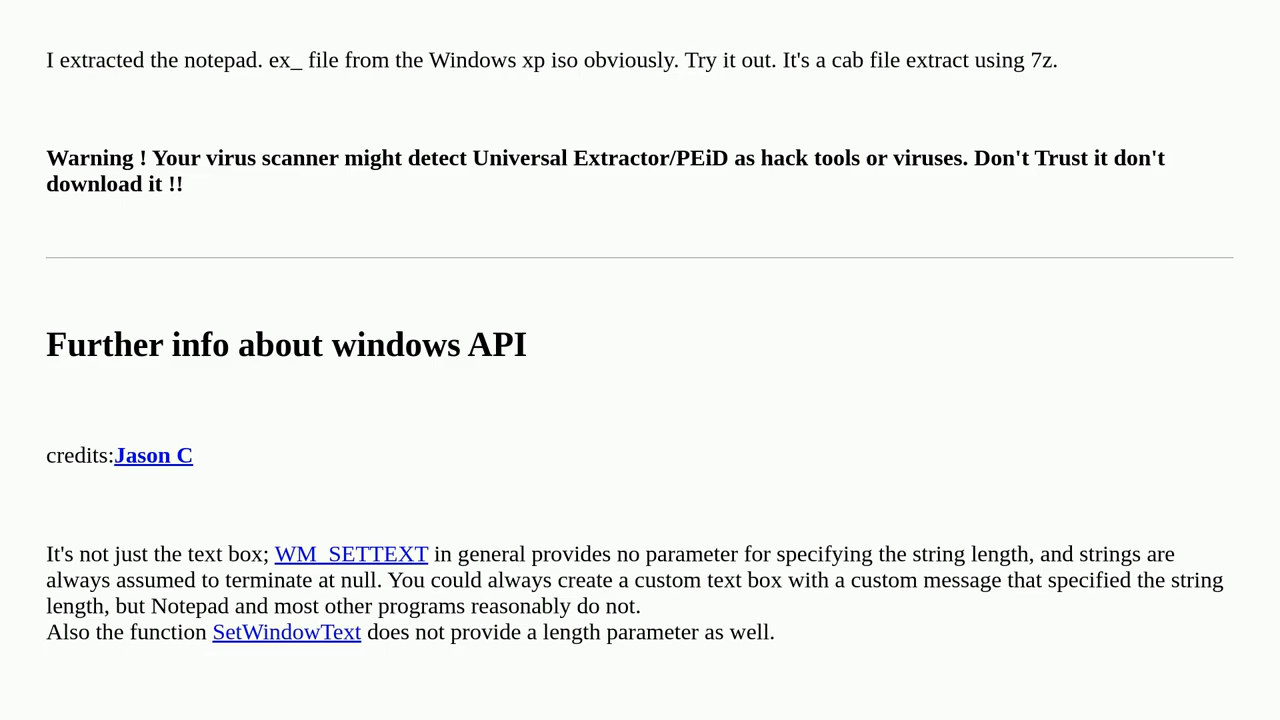 I extracted the notepad. ex_ file from the Windows xp iso obviously. Try it out. It's a cab file extract using 7z.
Warning ! Your virus scanner might detect Universal Extractor/PEiD as hack tools or viruses. Don't Trust it don't
download it !!
Further info about windows API
credits:Jason C
It's not just the text box; WM_SETTEXT in general provides no parameter for specifying the string length, and strings are
always assumed to terminate at null. You could always create a custom text box with a custom message that specified the string
length, but Notepad and most other programs reasonably do not.
Also the function SetWindowText does not provide a length parameter as well.